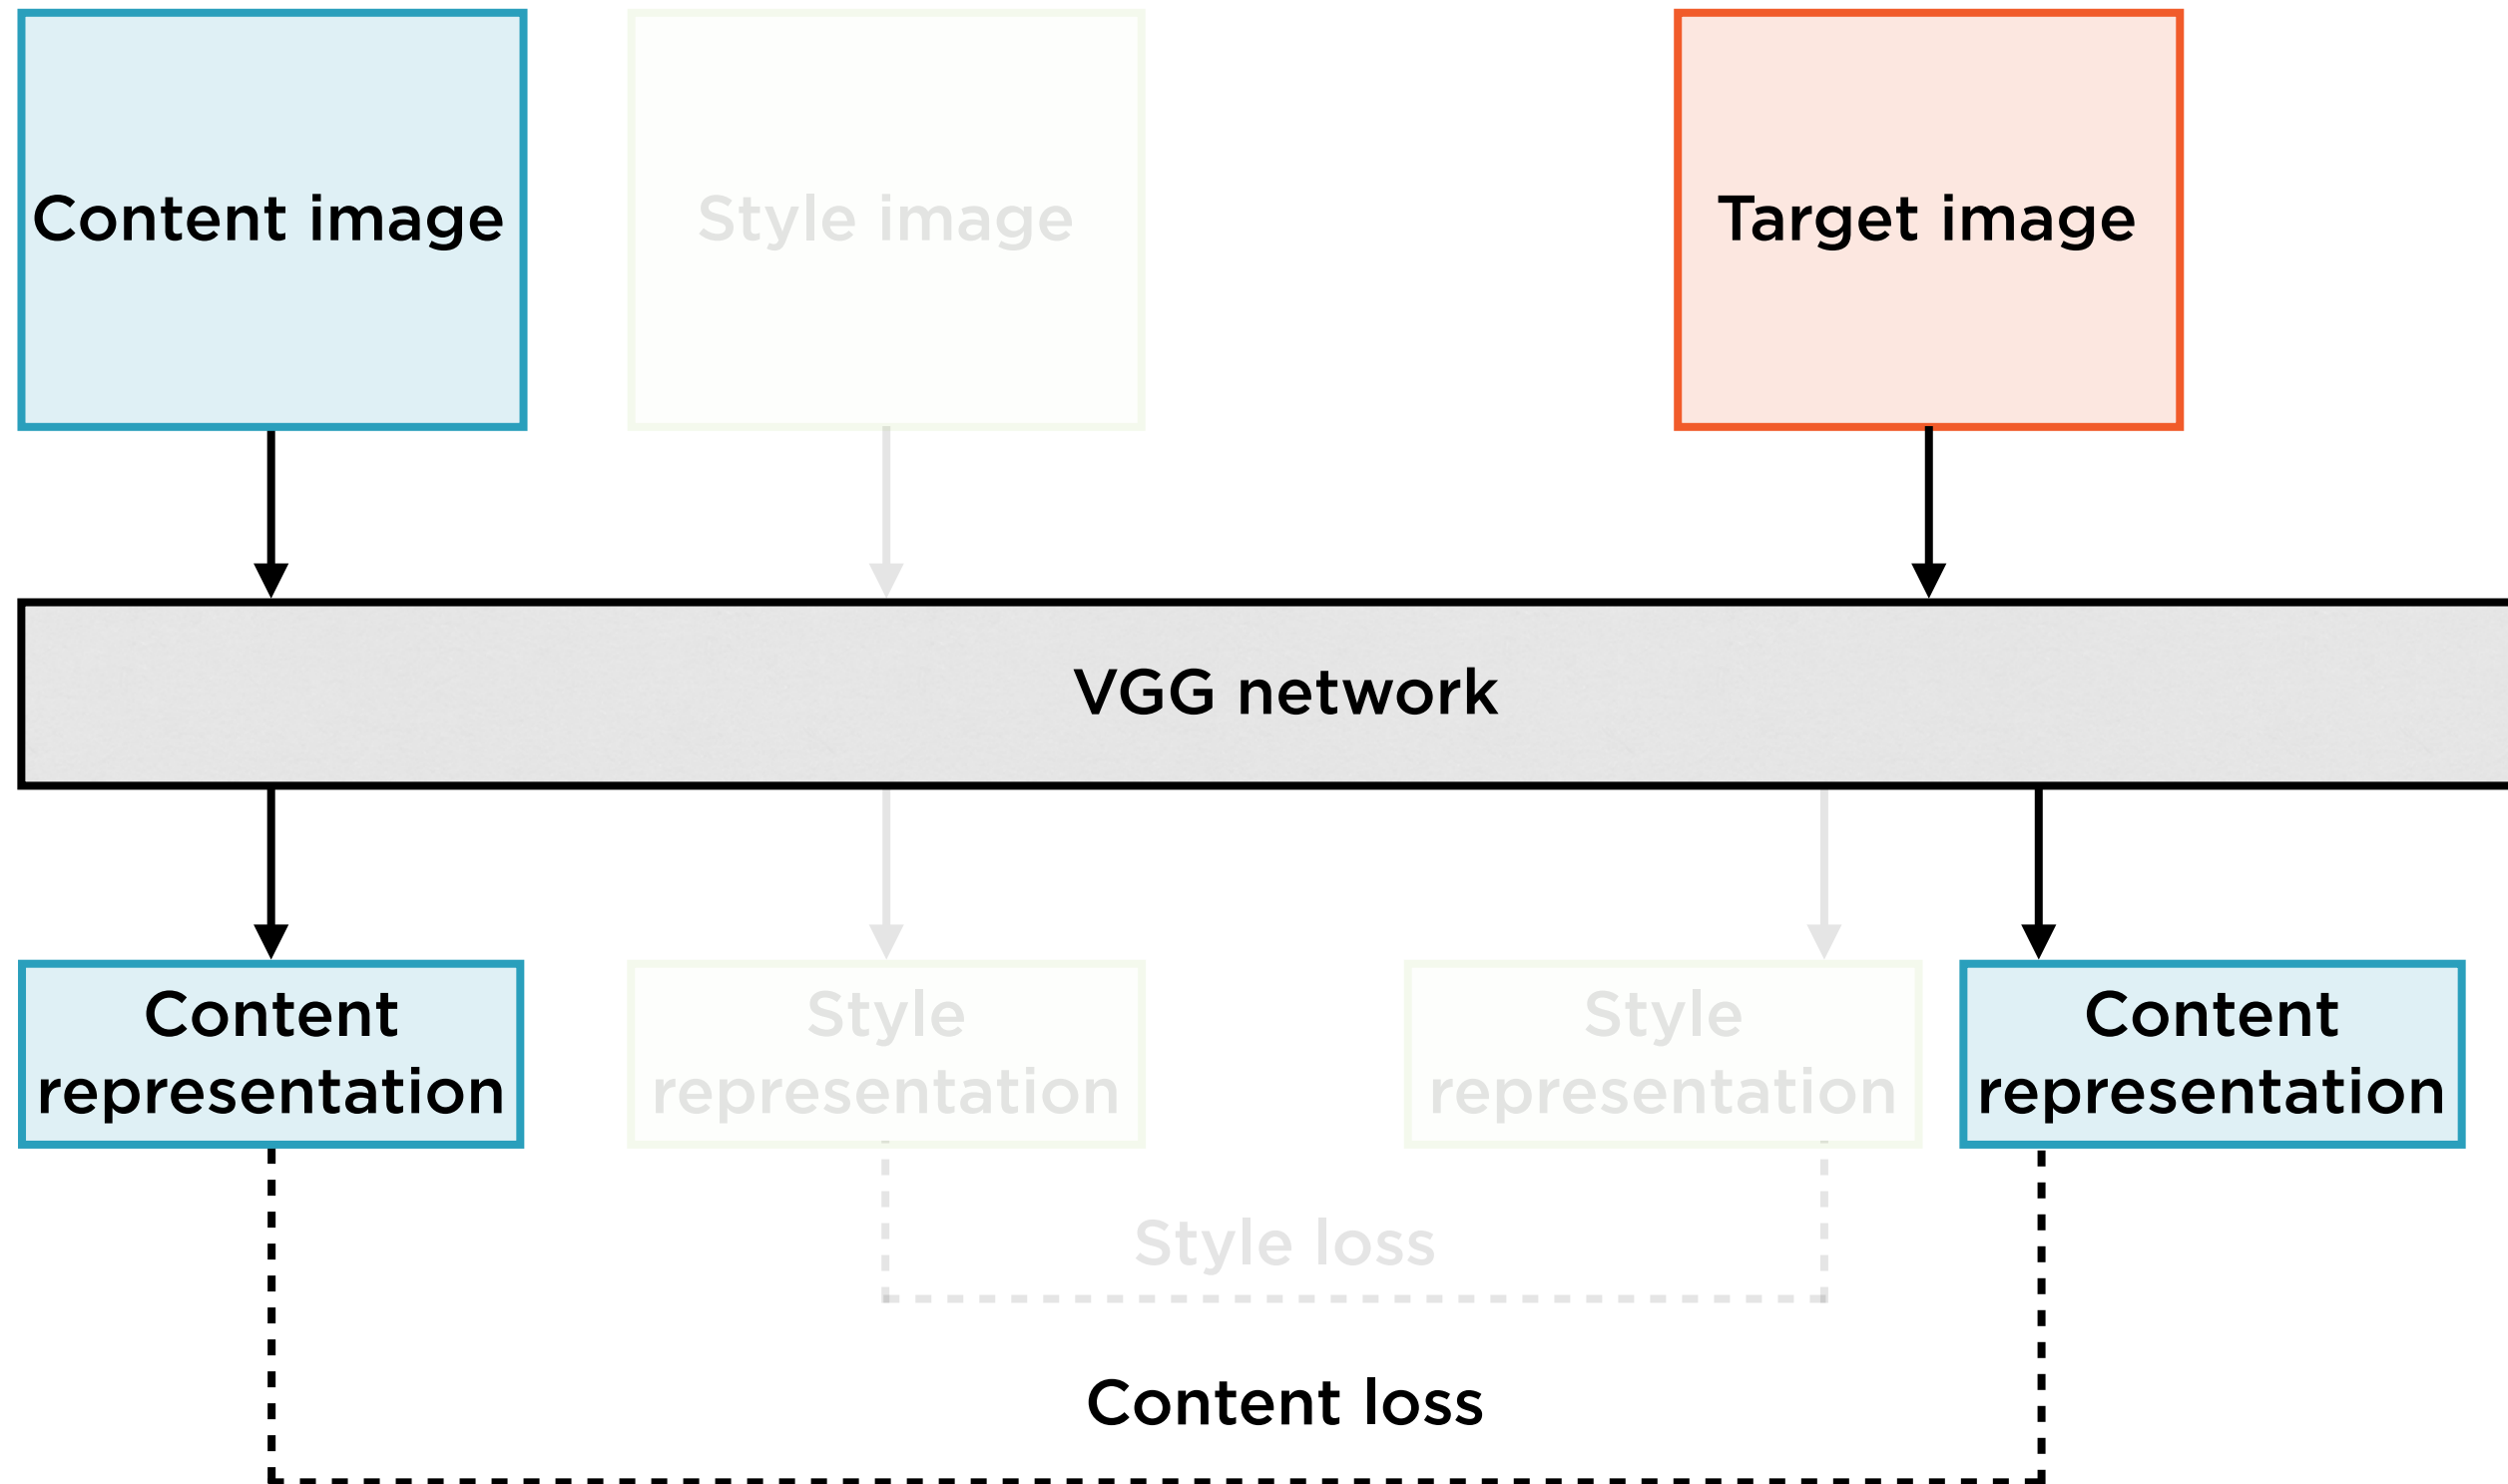 Content image
Style image
Target image
VGG network
Content
representation
Style
representation
Style
representation
Content
representation
Style loss
Content loss